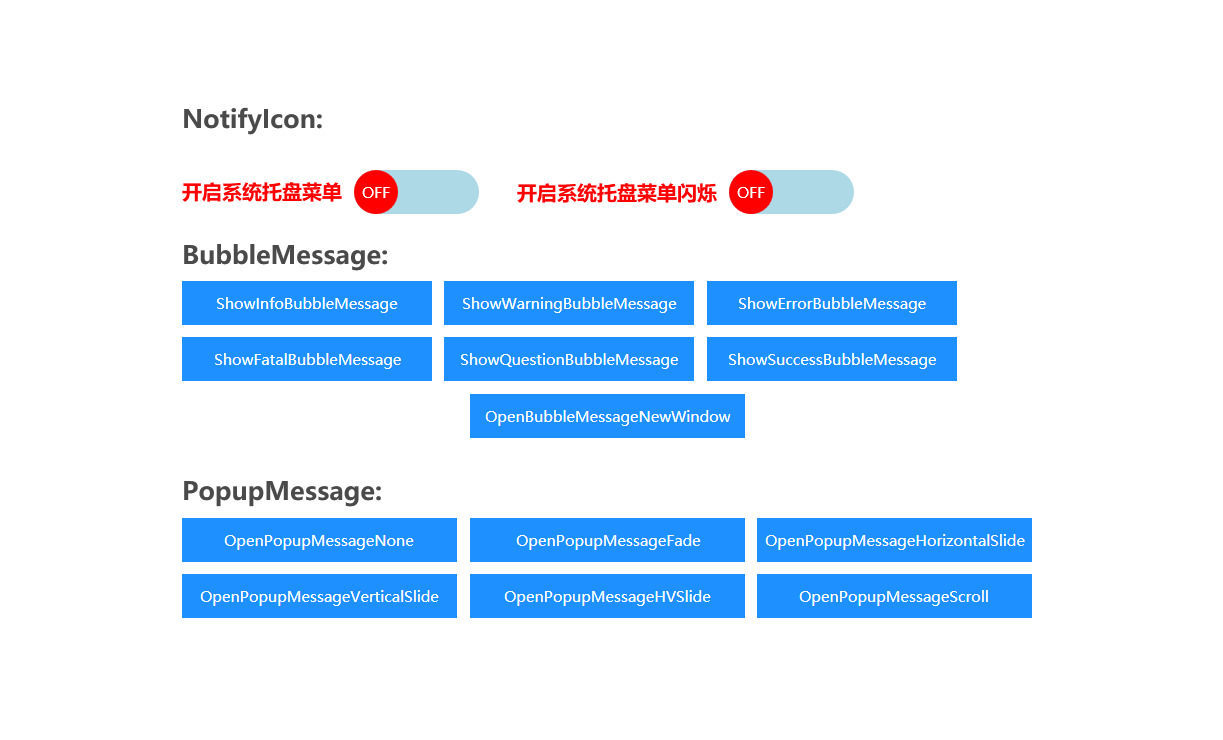 NotifyIcon:
开启系统托盘菜单 OFF 开启系统托盘菜单闪烁 OFF
BubbleMessage:
ShowInfoBubbleMessage ShowWarningBubbleMessage ShowErrorBubbleMessage
ShowFatalBubbleMessage ShowQuestionBubbleMessage ShowSuccessBubbleMessage
OpenBubbleMessageNewWindow
PopupMessage:
OpenPopupMessageNone OpenPopupMessageFade OpenPopupMessageHorizontalSlide
OpenPopupMessageVerticalSlide OpenPopupMessageHVSlide OpenPopupMessageScroll